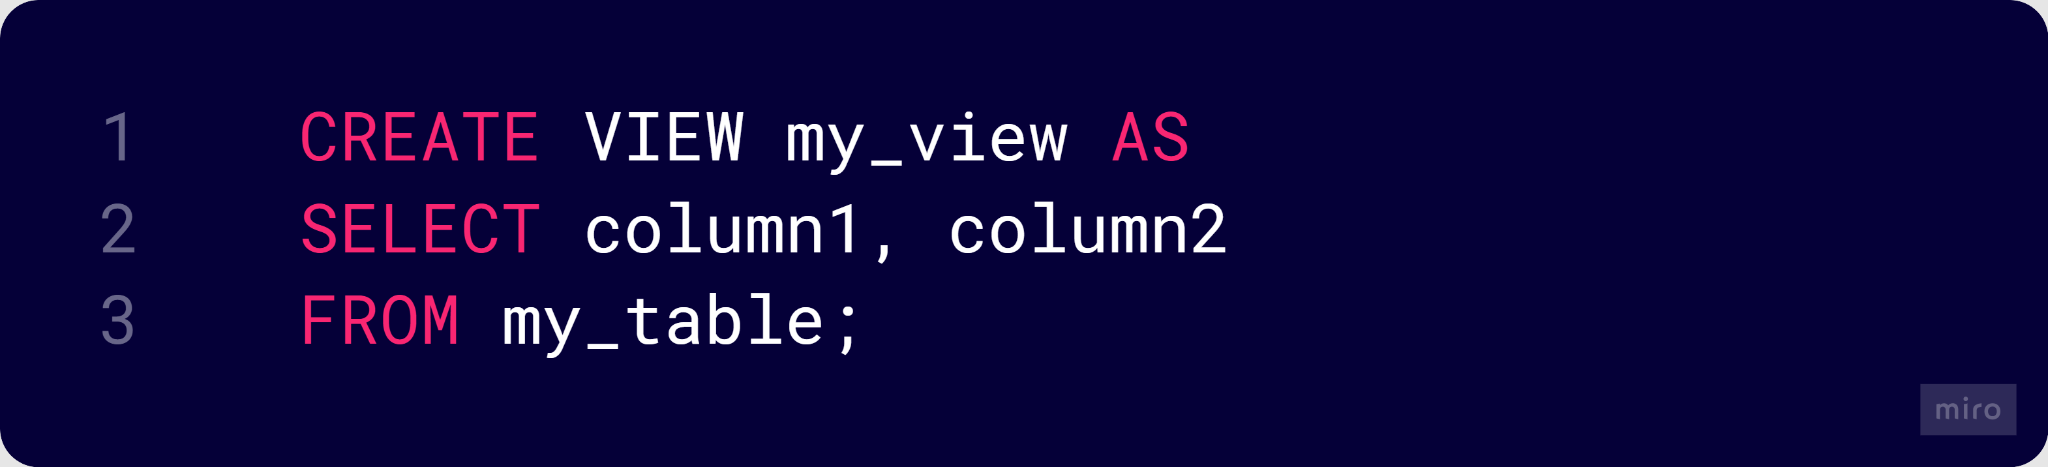 1 CREATE VIEW my_view AS
2 SELECT column1, column2
3 FROM my_table;
miro